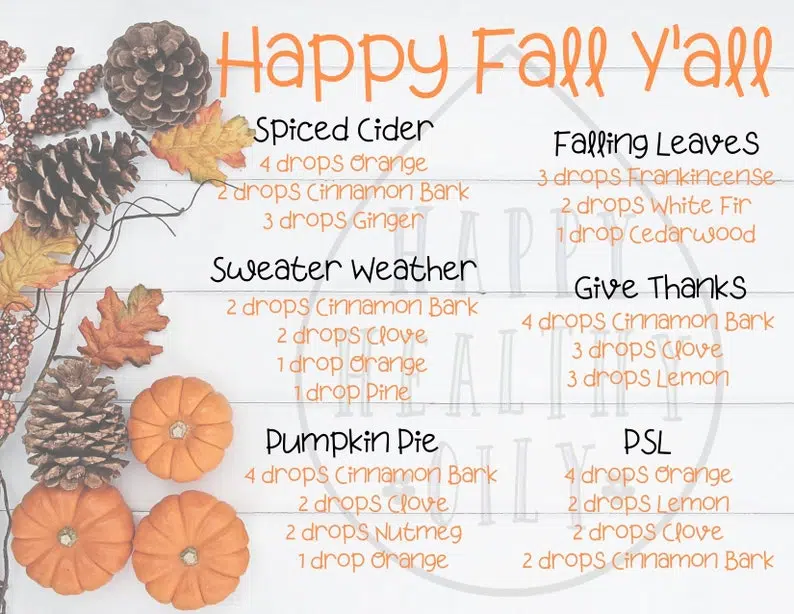 Happy Fall Y'all
Spiced Cider
4 drops Orange
2 drops Cinnamon Bark
3 drops Ginger
Sweater Weather
2 drops Cinnamon Bark
2 drops Clove
1 drop Orange
1 drop Pine
Pumpkin Pie
4 drops Cinnamon Bark
2 drops Clove
2 drops Nutmeg
1 drop Orange
Falling Leaves
3 drops Frankincense
2 drops White Fir
1 drop Cedarwood
Give Thanks
4 drops Cinnamon Bark
3 drops Clove
3 drops Lemon
PSL
4 drops Orange
2 drops Lemon
2 drops Clove
2 drops Cinnamon Bark
HAPPY
HEALTHY
OILY